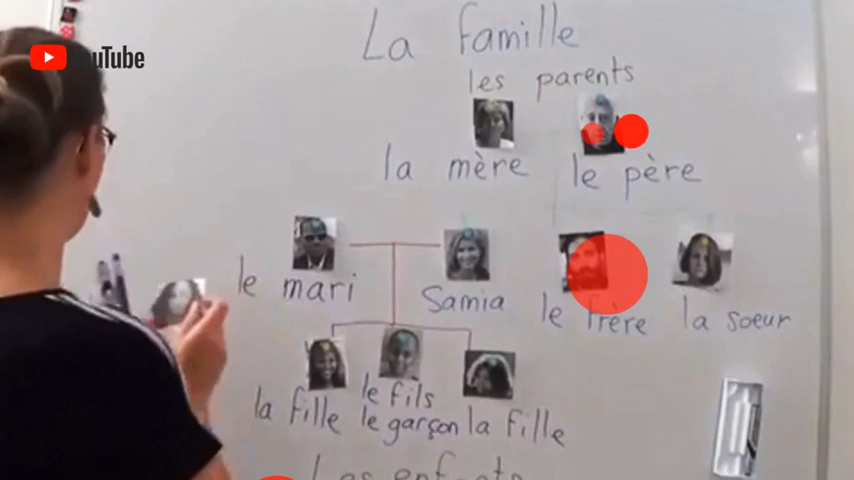 YouTube
La famille
les parents
la mère le père
le mari Samia le frère la soeur
la fille le fils la fille
le garçon